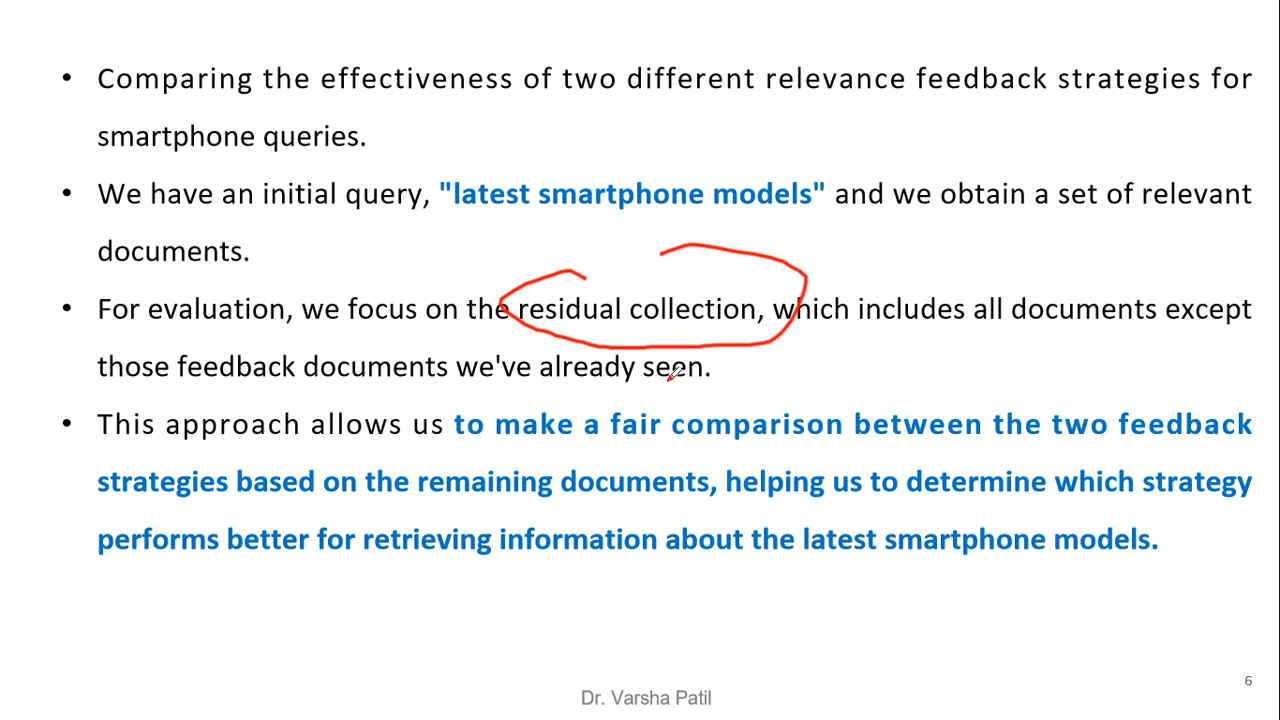 • Comparing the effectiveness of two different relevance feedback strategies for
smartphone queries.
• We have an initial query, "latest smartphone models" and we obtain a set of relevant
documents.
• For evaluation, we focus on the residual collection, which includes all documents except
those feedback documents we've already seen.
• This approach allows us to make a fair comparison between the two feedback
strategies based on the remaining documents, helping us to determine which strategy
performs better for retrieving information about the latest smartphone models.
6
Dr. Varsha Patil